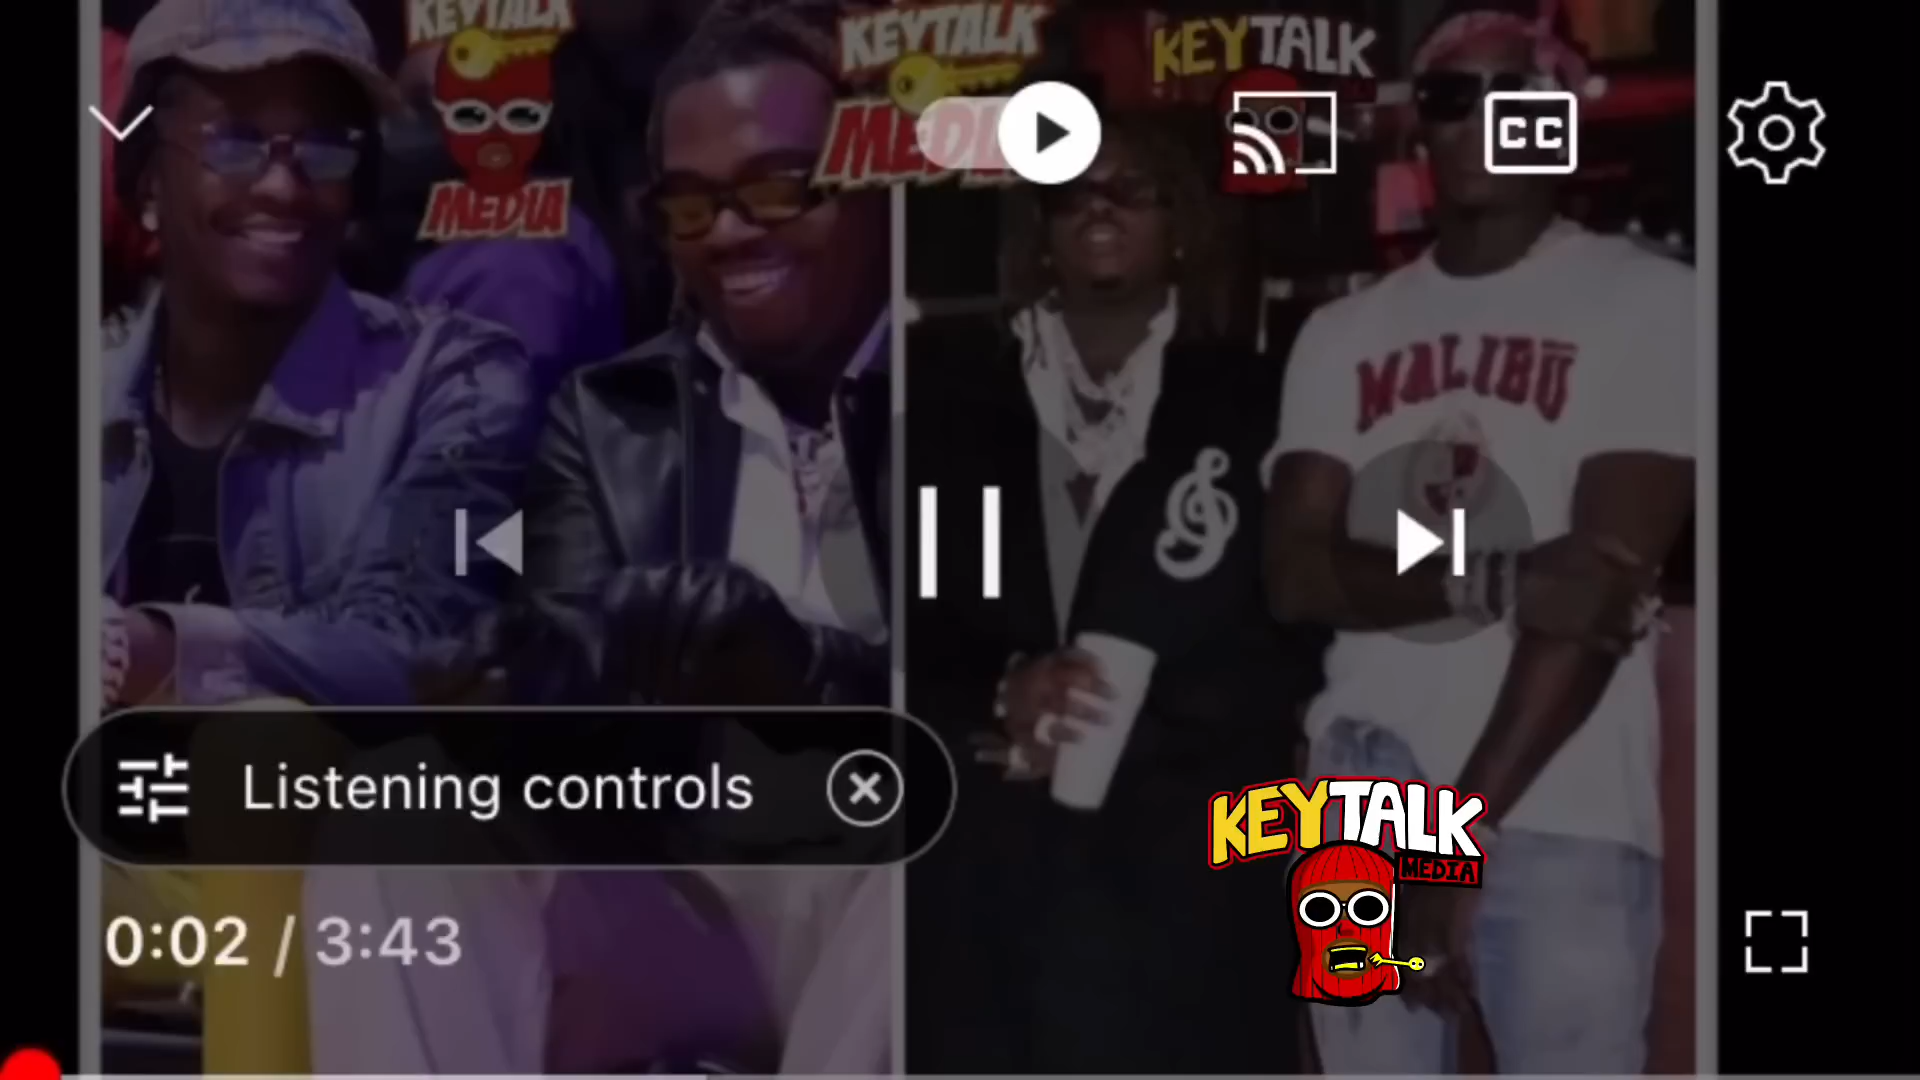 KEYTALK
MEDIA
KEYTALK
MEDIA
KEYTALK
CC
MALIBU
Listening controls
0:02 / 3:43
KEYTALK
MEDIA